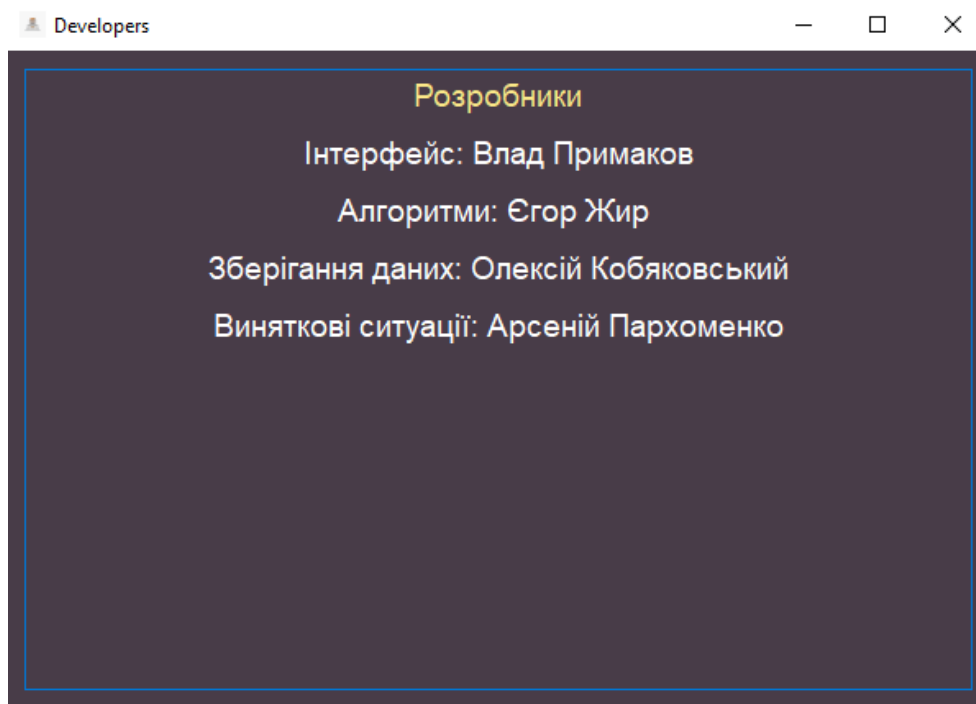 Developers
Розробники
Інтерфейс: Влад Примаков
Алгоритми: Єгор Жир
Зберігання даних: Олексій Кобяковський
Виняткові ситуації: Арсеній Пархоменко